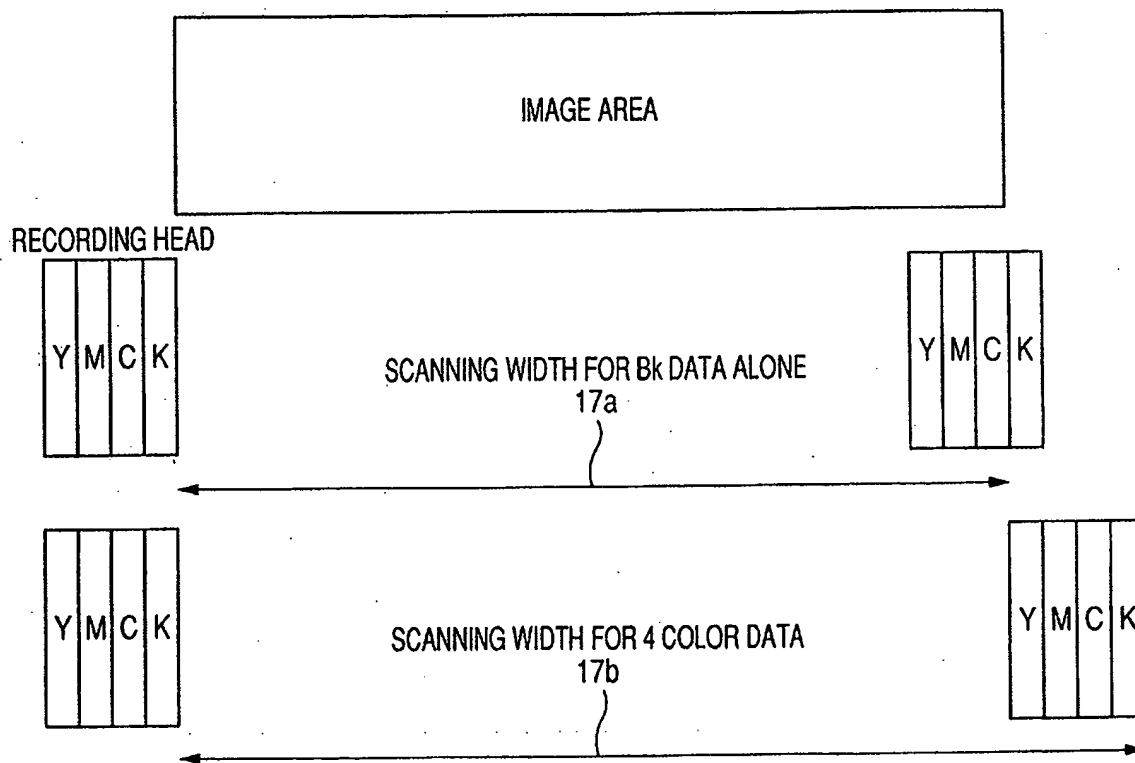 IMAGE AREA
RECORDING HEAD
Y M C K
Y M C K
SCANNING WIDTH FOR Bk DATA ALONE
17a
Y M C K
Y M C K
SCANNING WIDTH FOR 4 COLOR DATA
17b